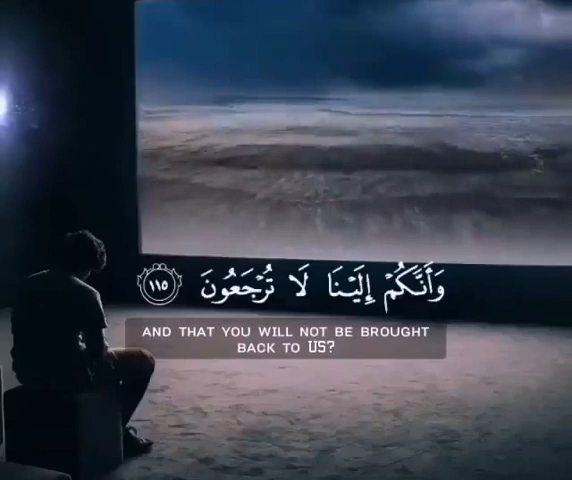 وَأَنَّكُمْ إِلَيْنَا لَا تُرْجَعُونَ ١١٥
AND THAT YOU WILL NOT BE BROUGHT
BACK TO US?